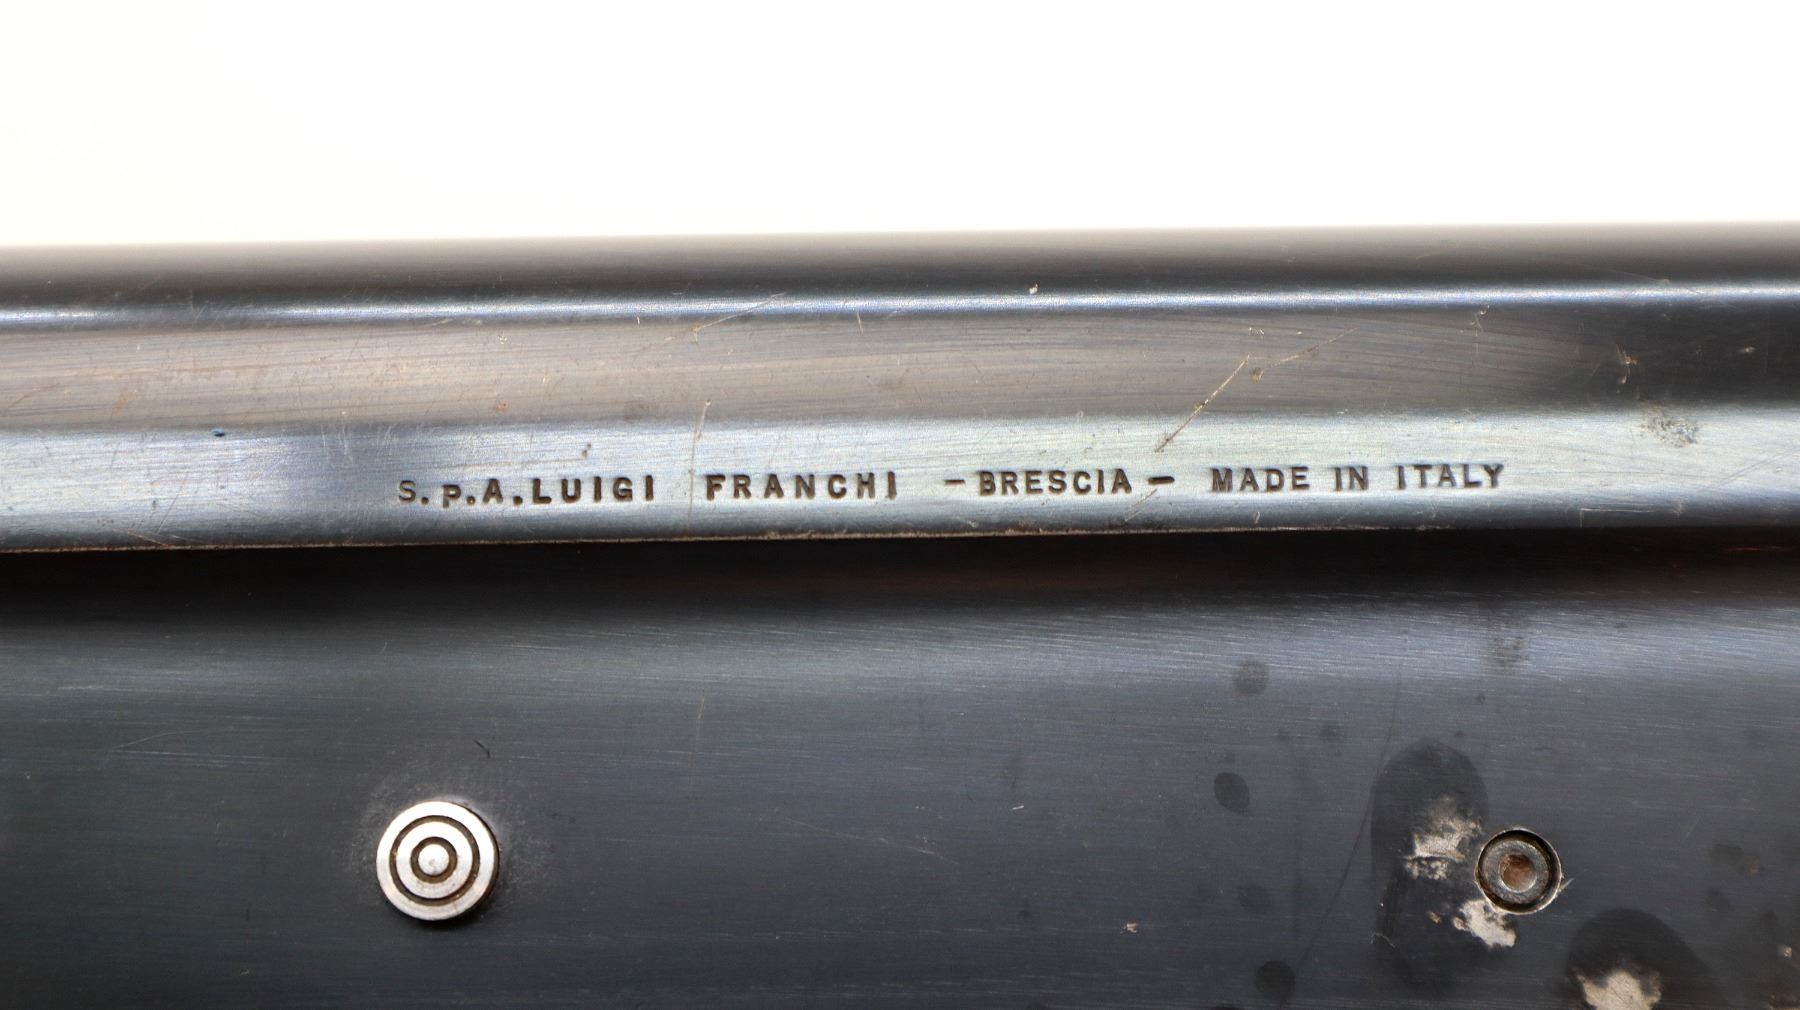 S.p.A.LUIGI FRANCHI -BRESCIA- MADE IN ITALY